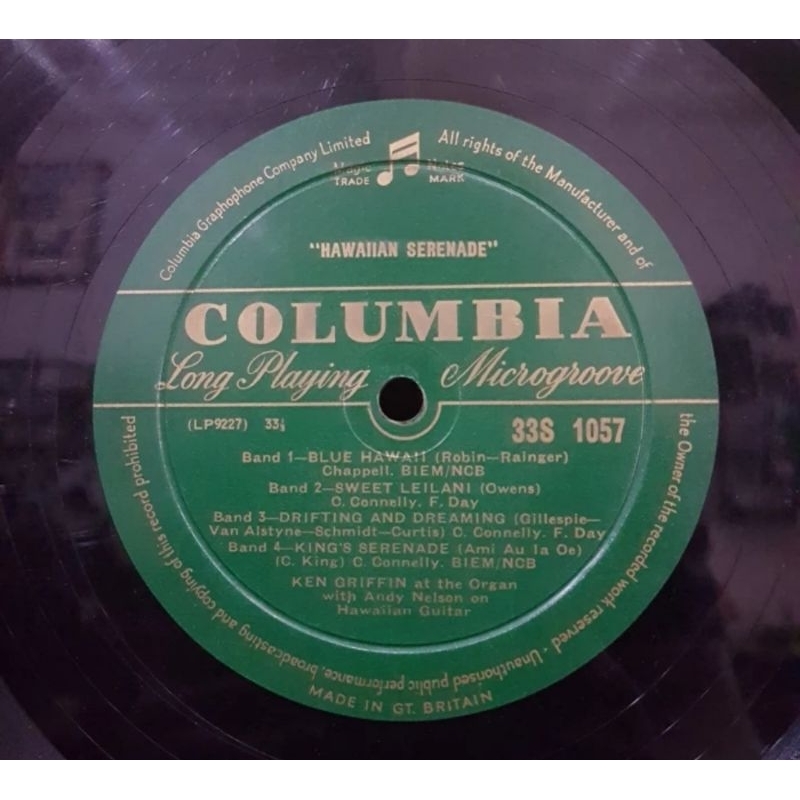 Columbia Graphophone Company Limited
All rights of the Manufacturer and of
the Owner of the recorded work reserved · Unauthorised public performance, broadcasting and copying of this record prohibited
Magic Notes
TRADE MARK
"HAWAIIAN SERENADE"
COLUMBIA
Long Playing Microgroove
(LP9227) 33⅓ 33S 1057
Band 1—BLUE HAWAII (Robin—Rainger)
Chappell. BIEM/NCB
Band 2—SWEET LEILANI (Owens)
C. Connelly. F. Day
Band 3—DRIFTING AND DREAMING (Gillespie—
Van Alstyne—Schmidt—Curtis) C. Connelly. F. Day
Band 4—KING'S SERENADE (Ami Au Ia Oe)
(C. King) C. Connelly. BIEM/NCB
KEN GRIFFIN at the Organ
with Andy Nelson on
Hawaiian Guitar
MADE IN GT. BRITAIN